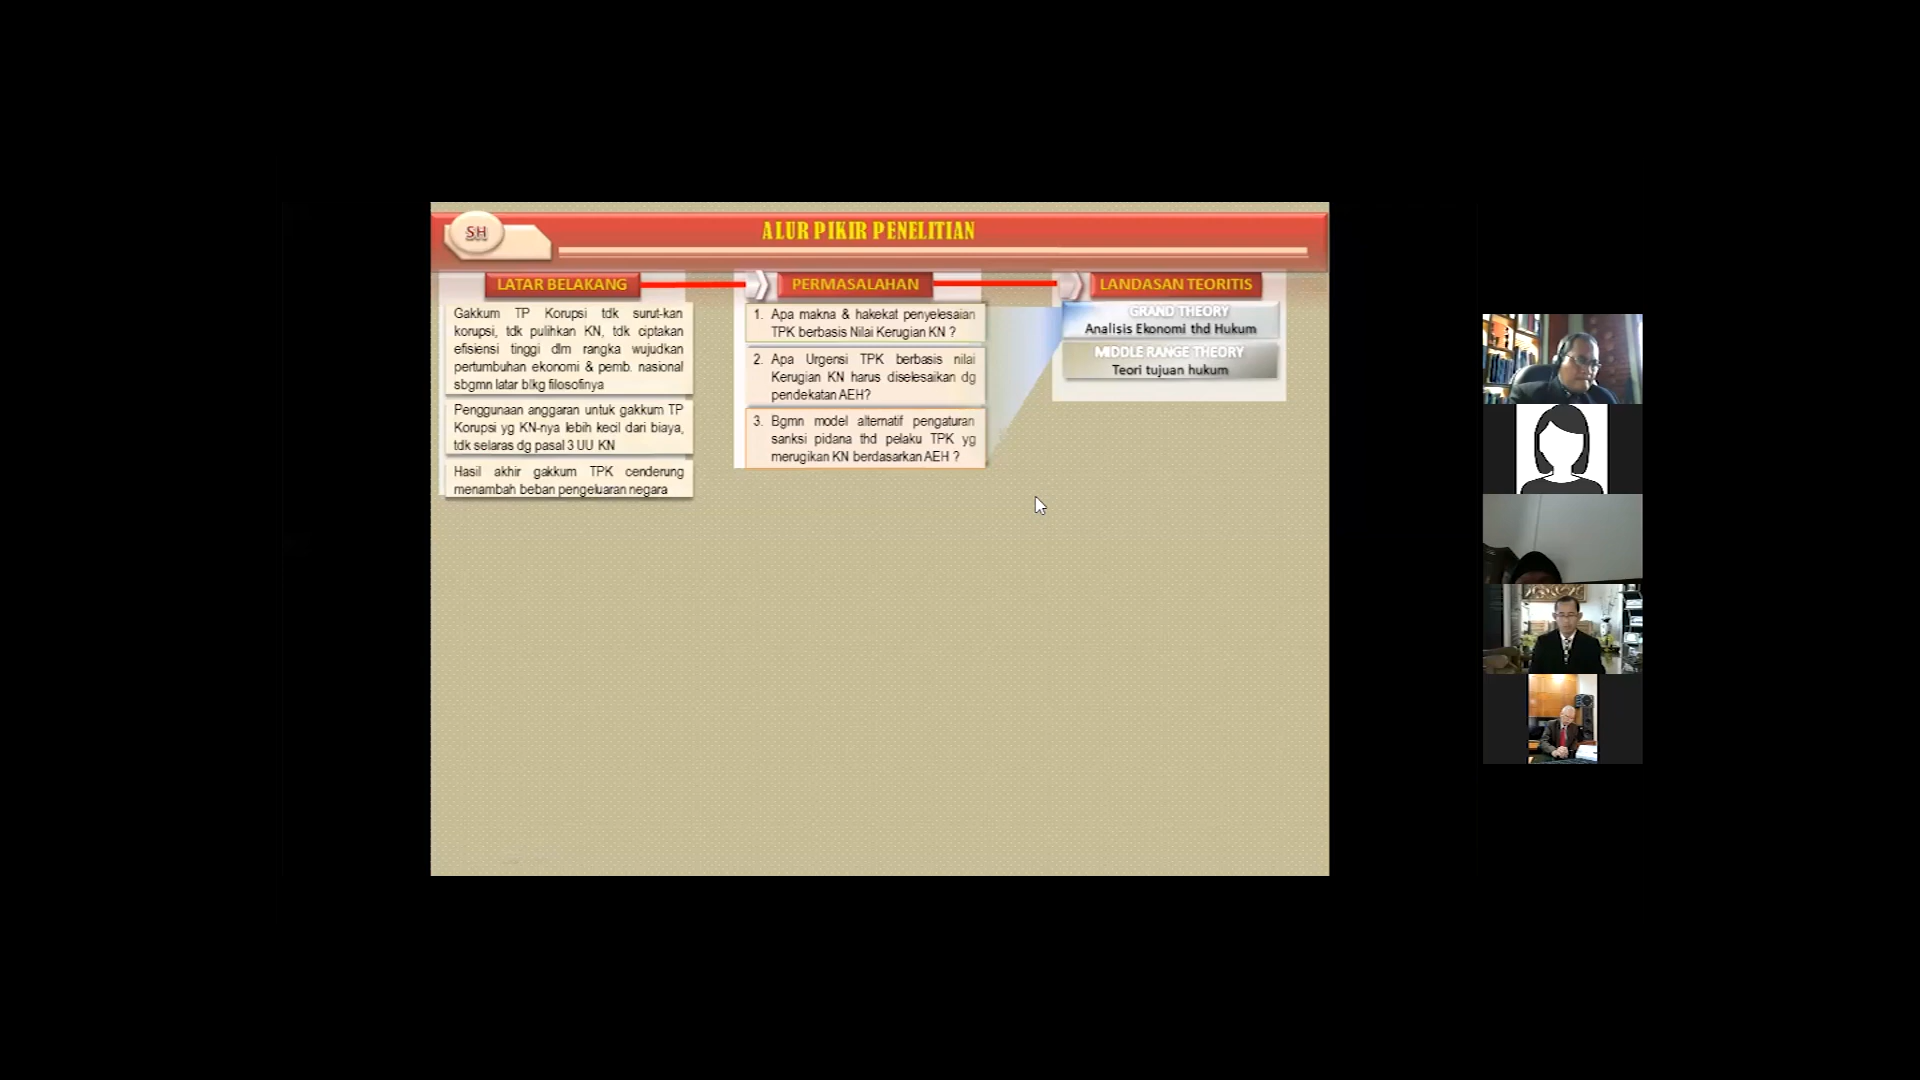 SH
ALUR PIKIR PENELITIAN
LATAR BELAKANG
Gakkum TP Korupsi tdk surut-kan
korupsi, tdk pulihkan KN, tdk ciptakan
efisiensi tinggi dlm rangka wujudkan
pertumbuhan ekonomi & pemb. nasional
sbgmn latar blkg filosofinya
Penggunaan anggaran untuk gakkum TP
Korupsi yg KN-nya lebih kecil dari biaya,
tdk selaras dg pasal 3 UU KN
Hasil akhir gakkum TPK cenderung
menambah beban pengeluaran negara
PERMASALAHAN
1. Apa makna & hakekat penyelesaian
TPK berbasis Nilai Kerugian KN ?
2. Apa Urgensi TPK berbasis nilai
Kerugian KN harus diselesaikan dg
pendekatan AEH?
3. Bgmn model alternatif pengaturan
sanksi pidana thd pelaku TPK yg
merugikan KN berdasarkan AEH ?
LANDASAN TEORITIS
GRAND THEORY
Analisis Ekonomi thd Hukum
MIDDLE RANGE THEORY
Teori tujuan hukum